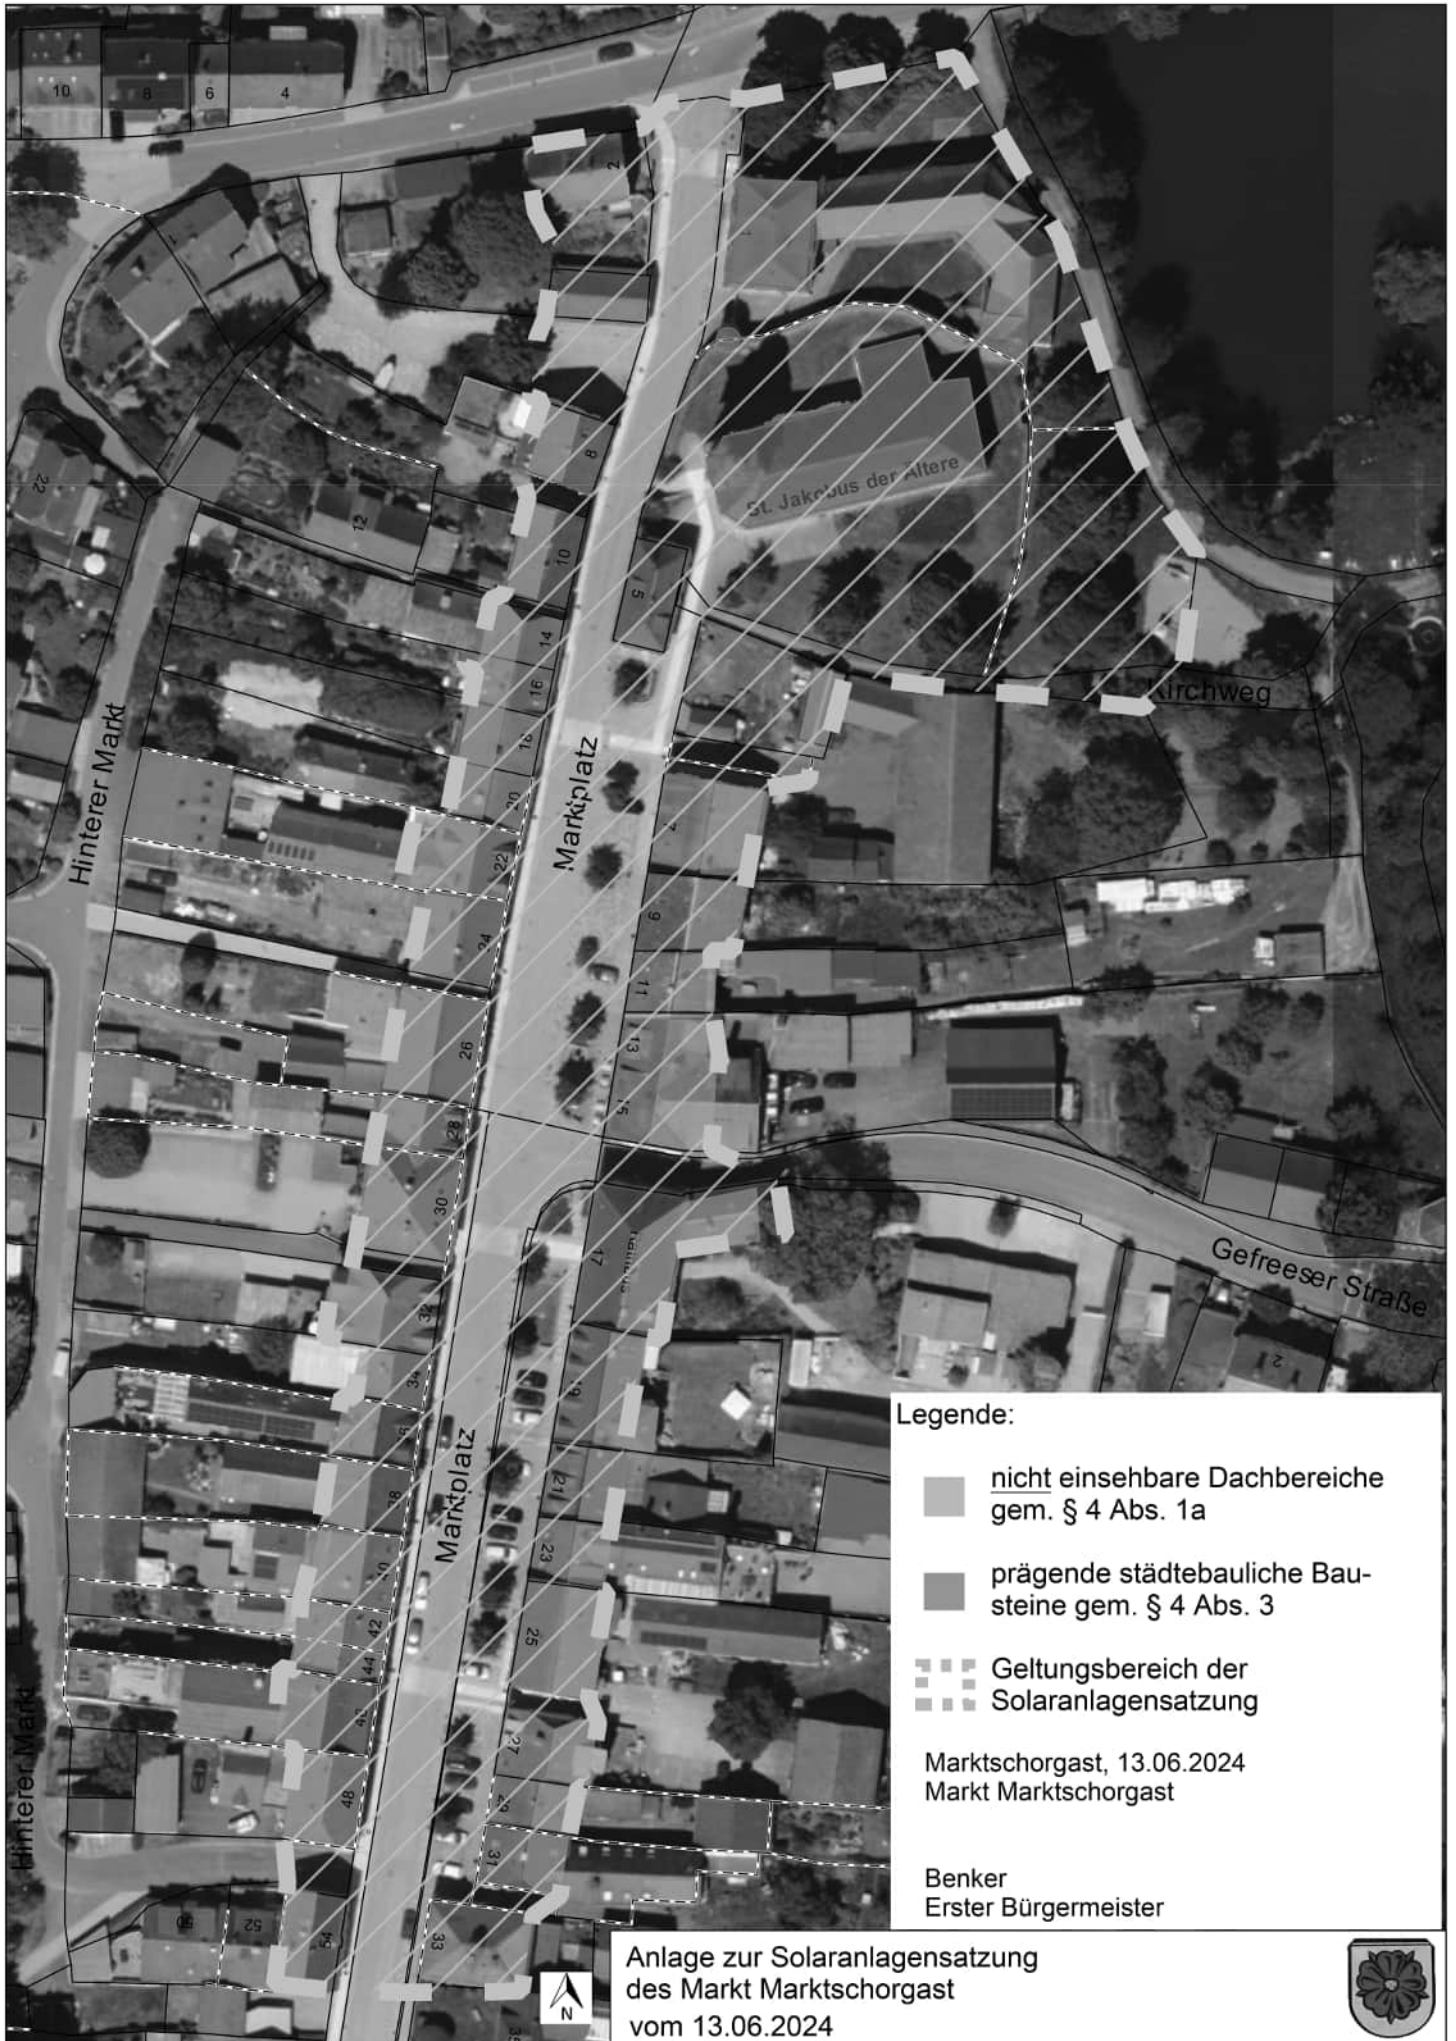 10
8
6
4
2
1
22
12
8
10
St. Jakobus der Ältere
5
14
16
18
Kirchweg
Hinterer Markt
Marktplatz
20
7
22
9
24
11
26
13
15
28
30
17
Gefreeser Straße
32
34
19
2
Marktplatz
38
21
23
42
25
44
27
48
29
31
50
52
54
33
Hinterer Markt
Legende:
nicht einsehbare Dachbereiche
gem. § 4 Abs. 1a
prägende städtebauliche Bau-
steine gem. § 4 Abs. 3
Geltungsbereich der
Solaranlagensatzung
Marktschorgast, 13.06.2024
Markt Marktschorgast
Benker
Erster Bürgermeister
N
Anlage zur Solaranlagensatzung
des Markt Marktschorgast
vom 13.06.2024